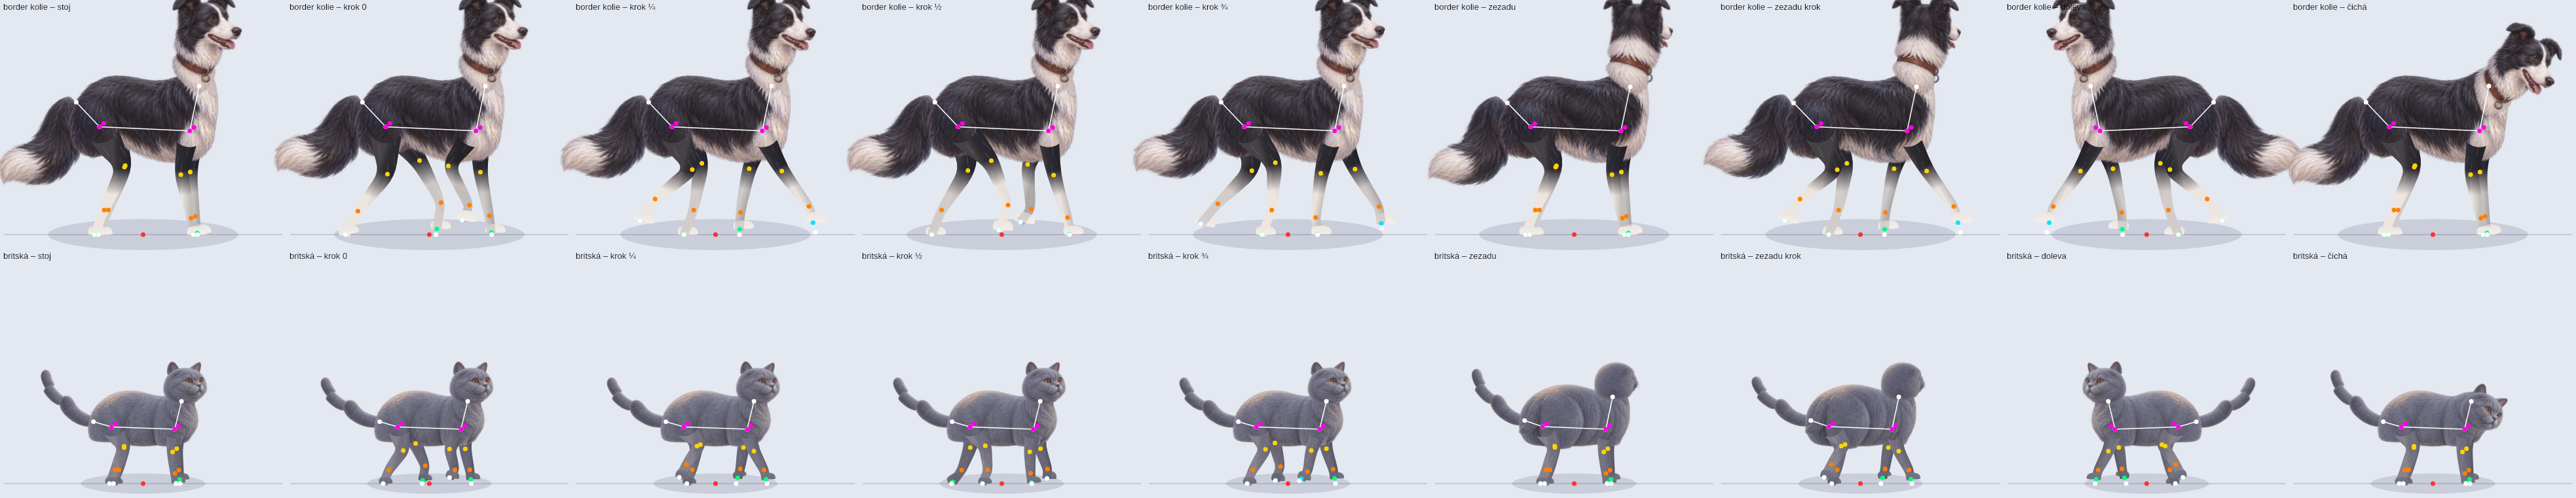 border kolie – stoj
border kolie – krok 0
border kolie – krok ¼
border kolie – krok ½
border kolie – krok ¾
border kolie – zezadu
border kolie – zezadu krok
border kolie – doleva
border kolie – čichá
britská – stoj
britská – krok 0
britská – krok ¼
britská – krok ½
britská – krok ¾
britská – zezadu
britská – zezadu krok
britská – doleva
britská – čichá